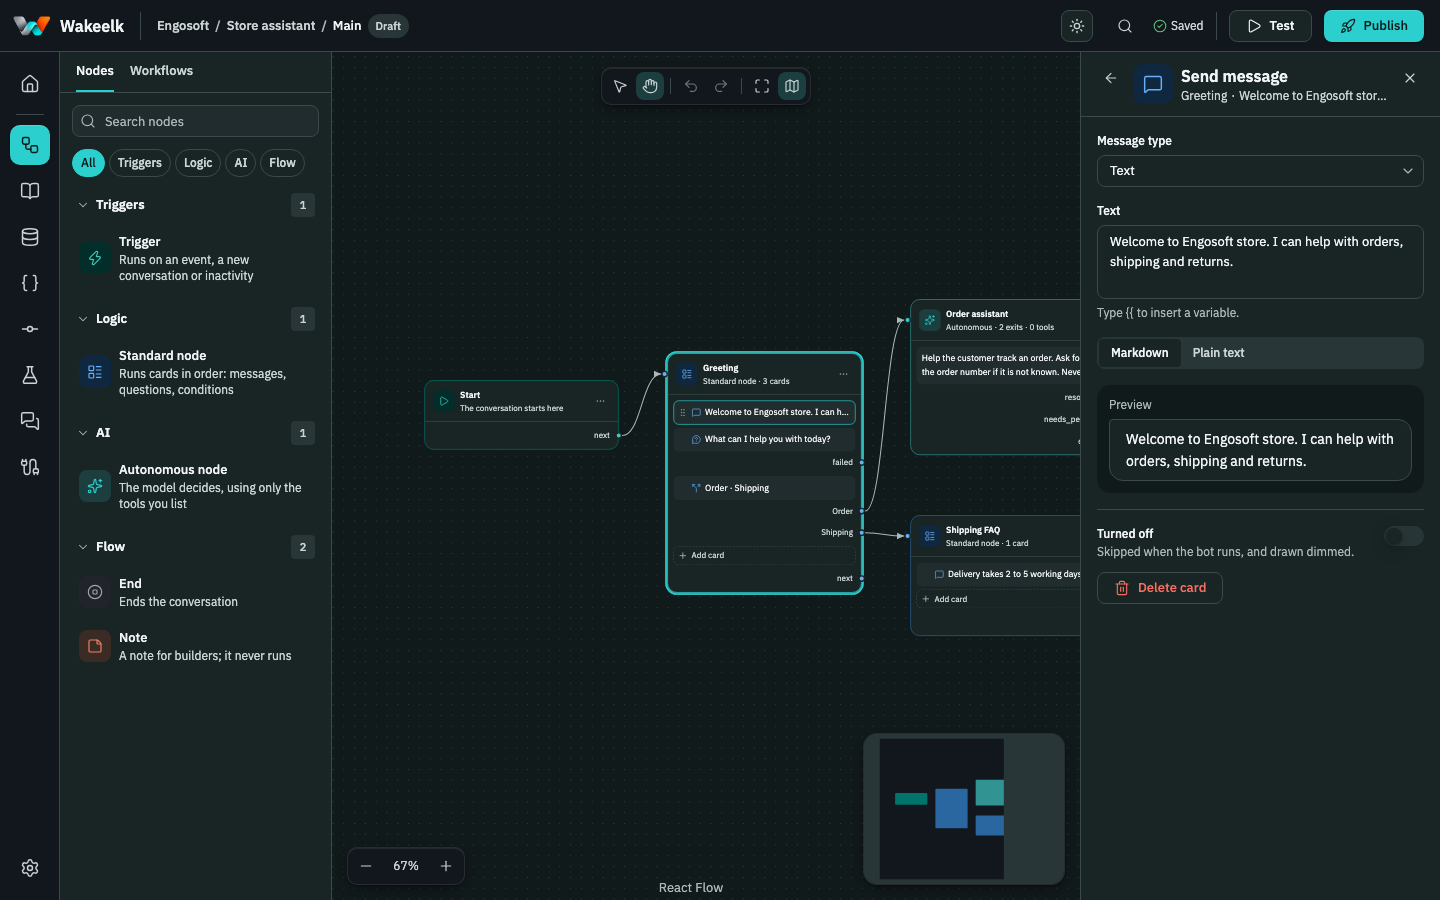 Wakeelk
Engosoft / Store assistant / Main Draft
Saved
Test
Publish
Nodes Workflows
Search nodes
All Triggers Logic AI Flow
Triggers 1
Trigger
Runs on an event, a new
conversation or inactivity
Logic 1
Standard node
Runs cards in order: messages,
questions, conditions
AI 1
Autonomous node
The model decides, using only the
tools you list
Flow 2
End
Ends the conversation
Note
A note for builders; it never runs
Start
The conversation starts here
next
Greeting
Standard node · 3 cards
Welcome to Engosoft store. I can h...
What can I help you with today?
failed
Order · Shipping
Order
Shipping
+ Add card
next
Order assistant
Autonomous · 2 exits · 0 tools
Help the customer track an order. Ask fo
the order number if it is not known. Neve
reso
needs_pe
Shipping FAQ
Standard node · 1 card
Delivery takes 2 to 5 working days
+ Add card
67%
React Flow
Send message
Greeting · Welcome to Engosoft stor...
Message type
Text
Text
Welcome to Engosoft store. I can help with orders,
shipping and returns.
Type {{ to insert a variable.
Markdown Plain text
Preview
Welcome to Engosoft store. I can help with
orders, shipping and returns.
Turned off
Skipped when the bot runs, and drawn dimmed.
Delete card